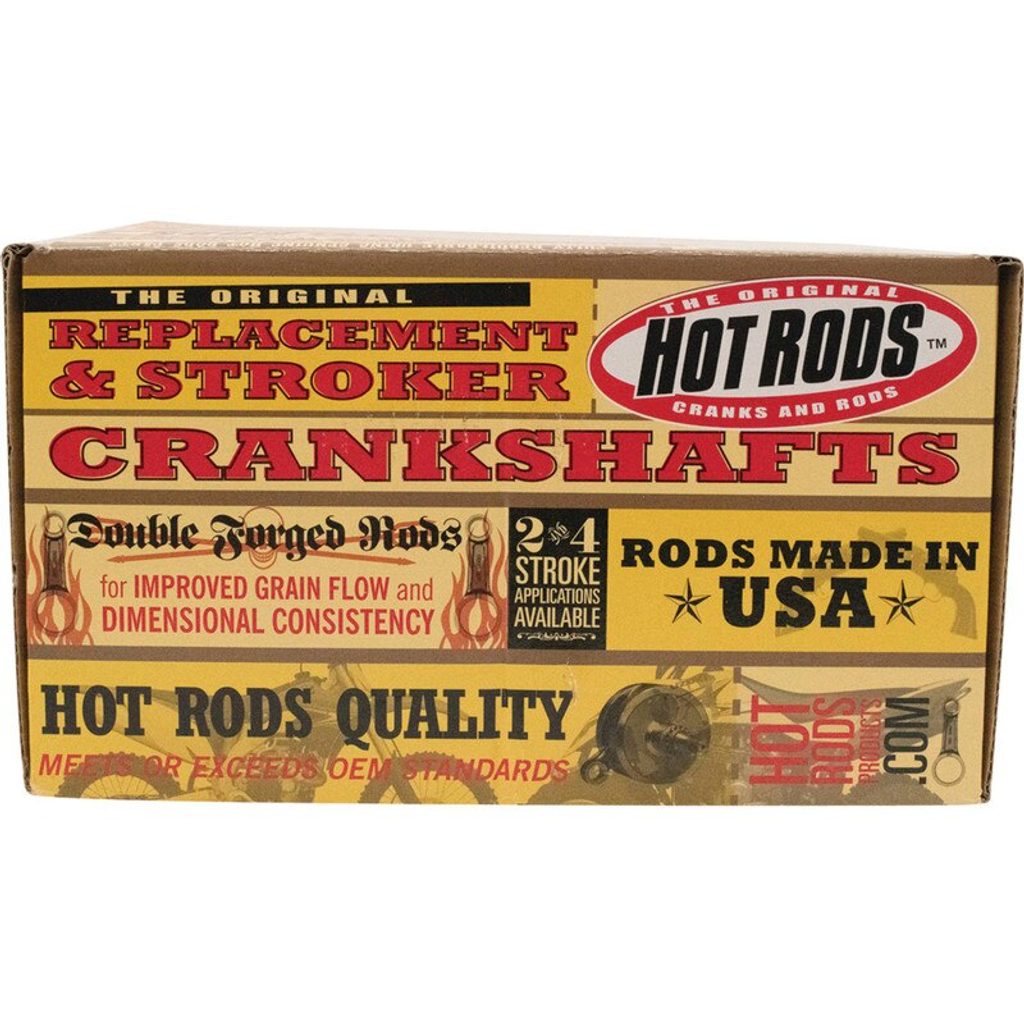 THE ORIGINAL
REPLACEMENT
& STROKER
CRANKSHAFTS
THE ORIGINAL
HOT RODS™
CRANKS AND RODS
Double Forged Rods
for IMPROVED GRAIN FLOW and
DIMENSIONAL CONSISTENCY
2 AND 4
STROKE
APPLICATIONS
AVAILABLE
RODS MADE IN
USA
HOT RODS QUALITY
MEETS OR EXCEEDS OEM STANDARDS
HOT
RODS
PRODUCTS
.COM